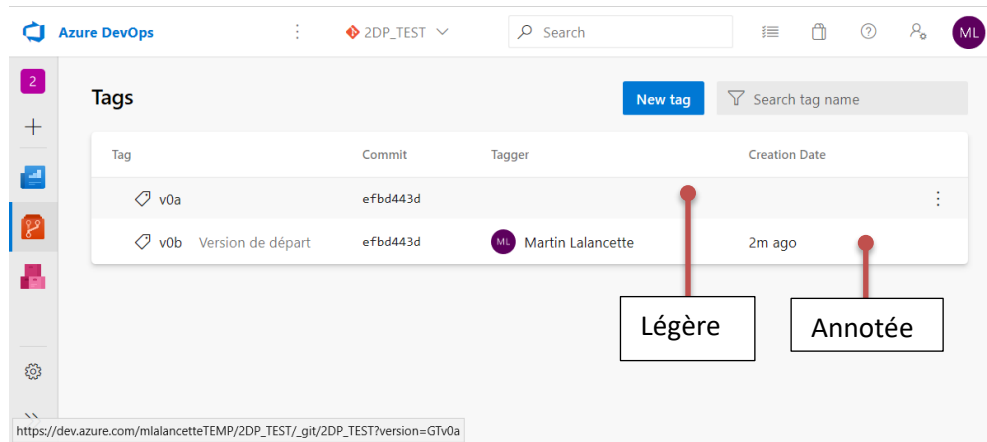 Azure DevOps 2DP_TEST Search ML
2
Tags New tag Search tag name
Tag Commit Tagger Creation Date
v0a efbd443d
v0b Version de départ efbd443d ML Martin Lalancette 2m ago
Légère Annotée
https://dev.azure.com/mlalancetteTEMP/2DP_TEST/_git/2DP_TEST?version=GTv0a